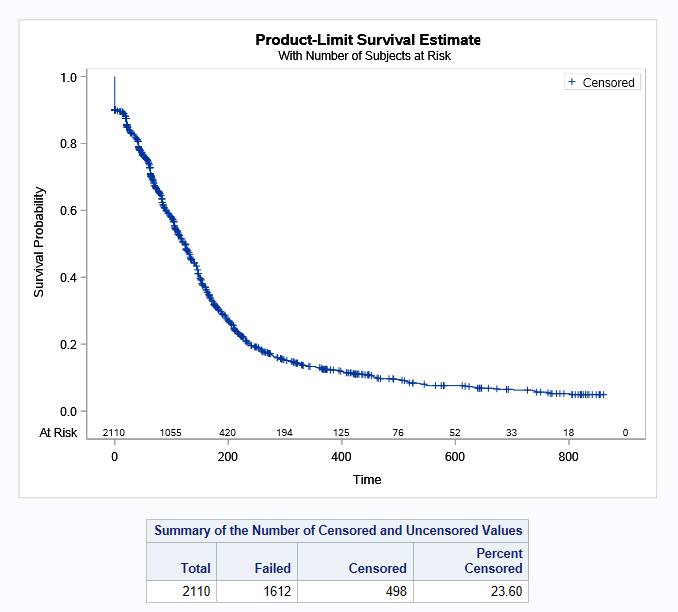 Product-Limit Survival Estimate
With Number of Subjects at Risk
+ Censored
1.0
0.8
0.6
0.4
0.2
0.0
Survival Probability
At Risk 2110 1055 420 194 125 76 52 33 18 0
0 200 400 600 800
Time
Summary of the Number of Censored and Uncensored Values
Percent
Total Failed Censored Censored
2110 1612 498 23.60